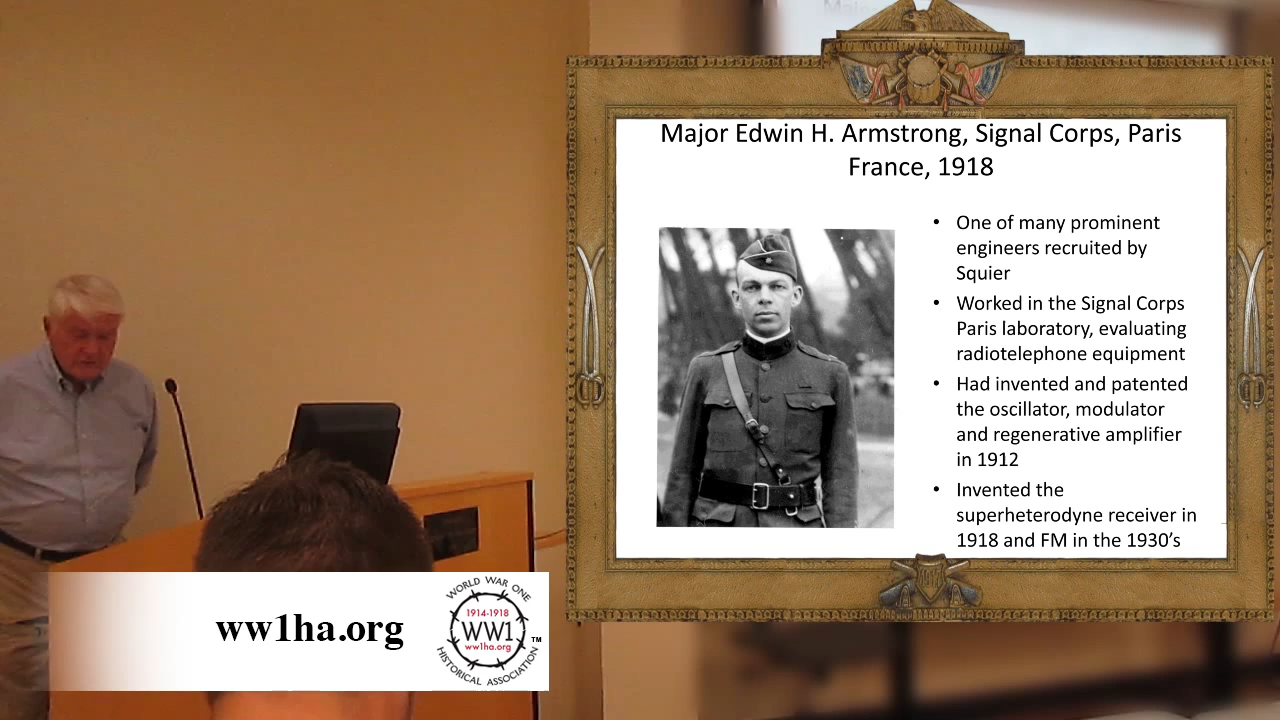 Major Edwin H. Armstrong, Signal Corps, Paris
France, 1918
• One of many prominent
engineers recruited by
Squier
• Worked in the Signal Corps
Paris laboratory, evaluating
radiotelephone equipment
• Had invented and patented
the oscillator, modulator
and regenerative amplifier
in 1912
• Invented the
superheterodyne receiver in
1918 and FM in the 1930’s
ww1ha.org
WORLD WAR ONE
1914-1918
WW1
ww1ha.org
HISTORICAL ASSOCIATION
TM